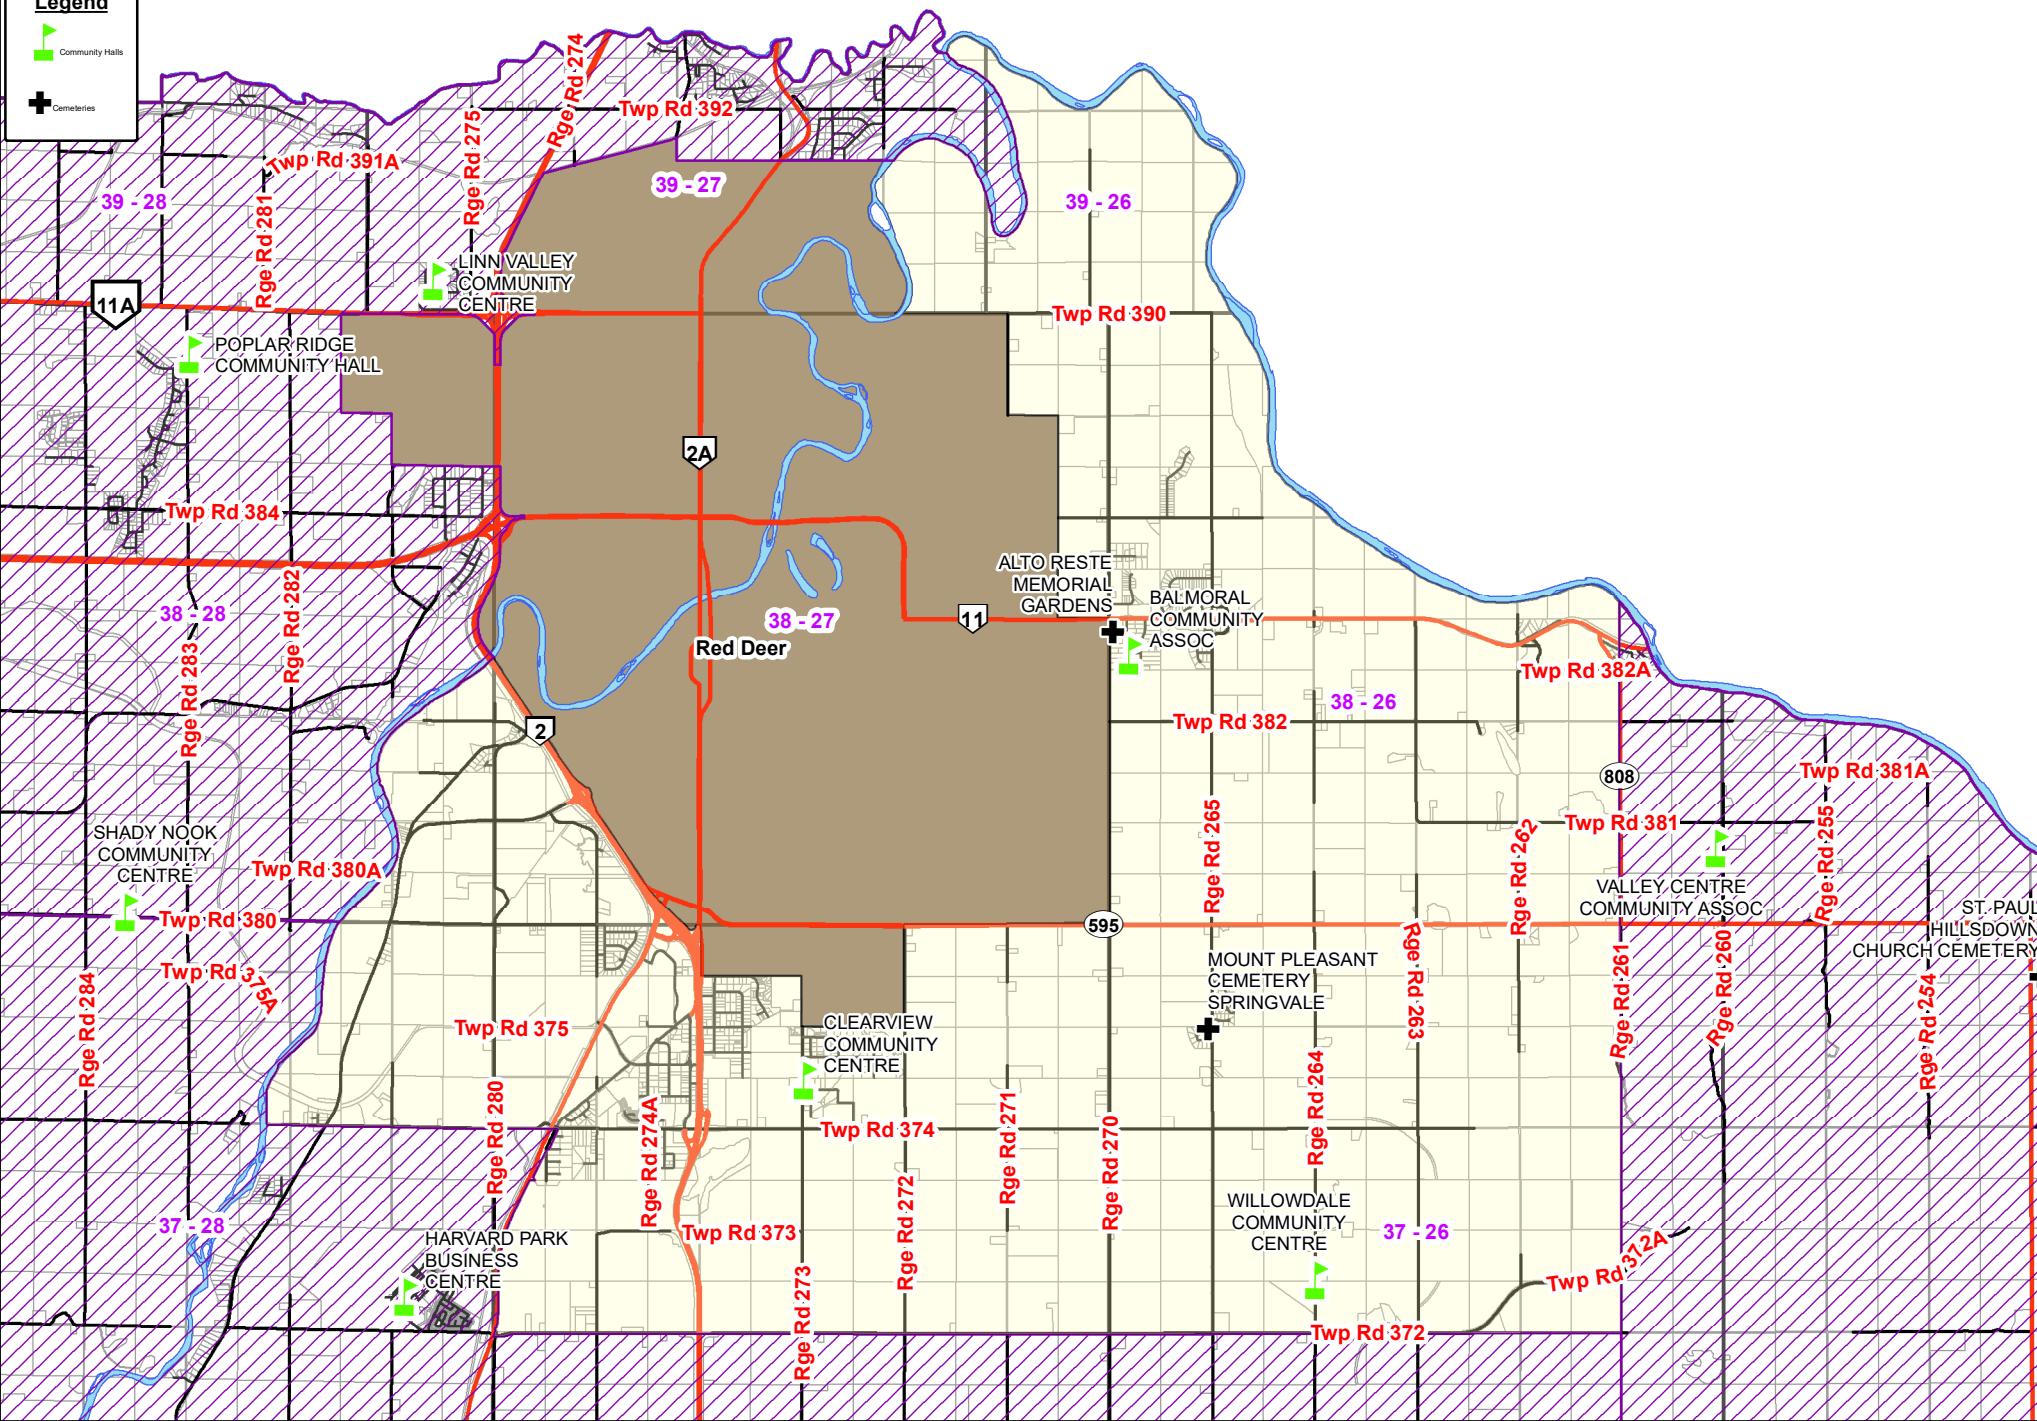 Legend
Community Halls
Cemeteries
Rge Rd 274
Twp Rd 392
Rge Rd 275
Twp Rd 391A
39 - 27
39 - 28
39 - 26
Rge Rd 281
LINN VALLEY
COMMUNITY
CENTRE
11A
Twp Rd 390
POPLAR RIDGE
COMMUNITY HALL
2A
Twp Rd 384
ALTO RESTE
MEMORIAL
GARDENS
BALMORAL
COMMUNITY
ASSOC
Rge Rd 282
38 - 28
38 - 27
11
Red Deer
Rge Rd 283
Twp Rd 382A
38 - 26
Twp Rd 382
2
808
Twp Rd 381A
SHADY NOOK
COMMUNITY
CENTRE
Twp Rd 381
Rge Rd 265
Rge Rd 262
Rge Rd 255
Twp Rd 380A
VALLEY CENTRE
COMMUNITY ASSOC
Twp Rd 380
595
ST. PAUL
HILLSDOWN
CHURCH CEMETERY
Rge Rd 263
Rge Rd 261
Rge Rd 260
Rge Rd 254
MOUNT PLEASANT
CEMETERY
SPRINGVALE
Twp Rd 375A
Rge Rd 284
Twp Rd 375
CLEARVIEW
COMMUNITY
CENTRE
Rge Rd 264
Rge Rd 280
Rge Rd 274A
Twp Rd 374
Rge Rd 271
Rge Rd 270
Rge Rd 272
WILLOWDALE
COMMUNITY
CENTRE
37 - 28
37 - 26
Twp Rd 373
HARVARD PARK
BUSINESS
CENTRE
Twp Rd 372A
Rge Rd 273
Twp Rd 372